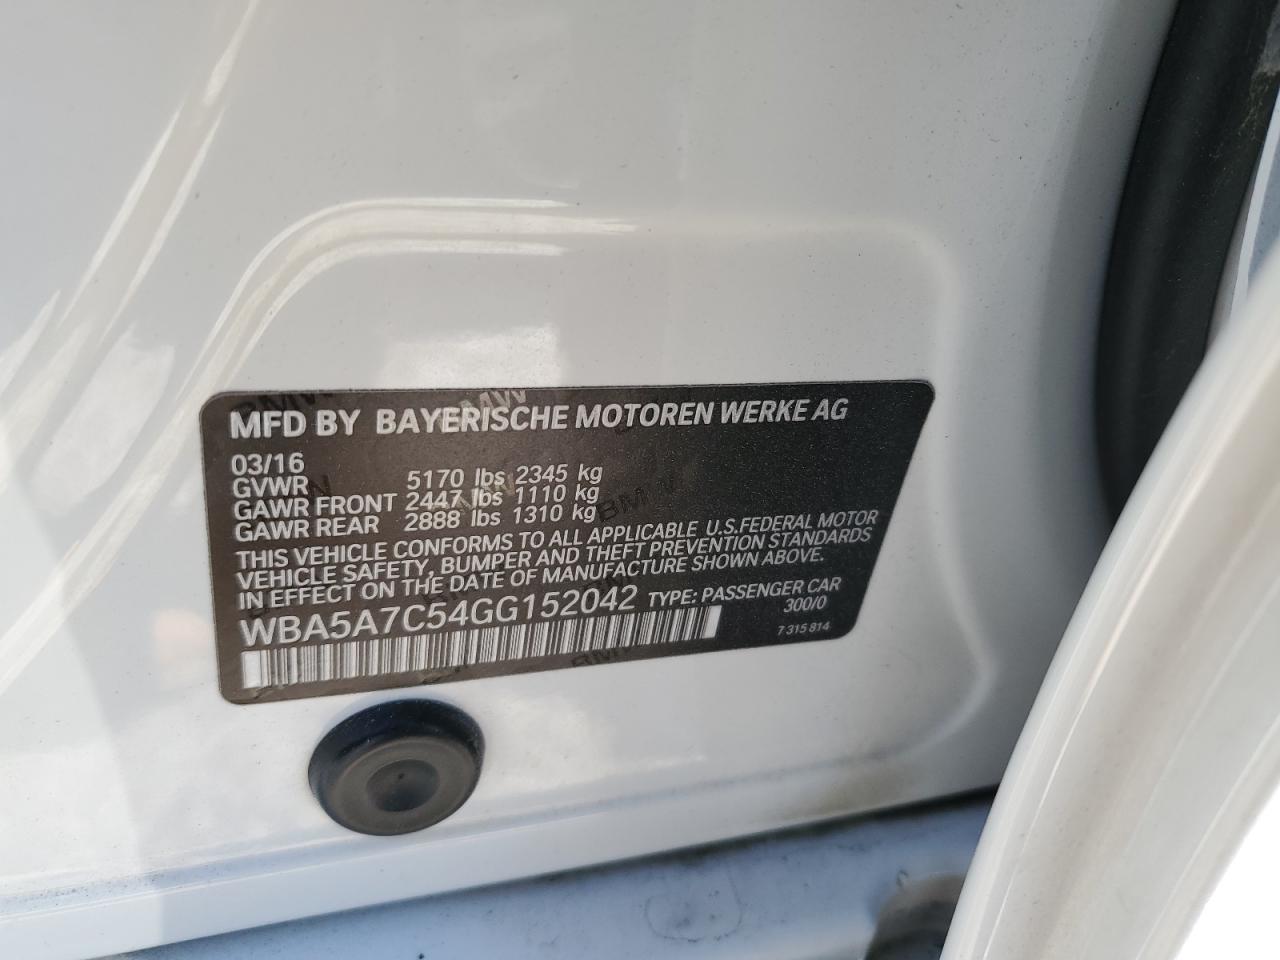 MFD BY BAYERISCHE MOTOREN WERKE AG
03/16
GVWR 5170 lbs 2345 kg
GAWR FRONT 2447 lbs 1110 kg
GAWR REAR 2888 lbs 1310 kg
THIS VEHICLE CONFORMS TO ALL APPLICABLE U.S.FEDERAL MOTOR
VEHICLE SAFETY, BUMPER AND THEFT PREVENTION STANDARDS
IN EFFECT ON THE DATE OF MANUFACTURE SHOWN ABOVE.
WBA5A7C54GG152042 TYPE: PASSENGER CAR
300/0
7 315 814